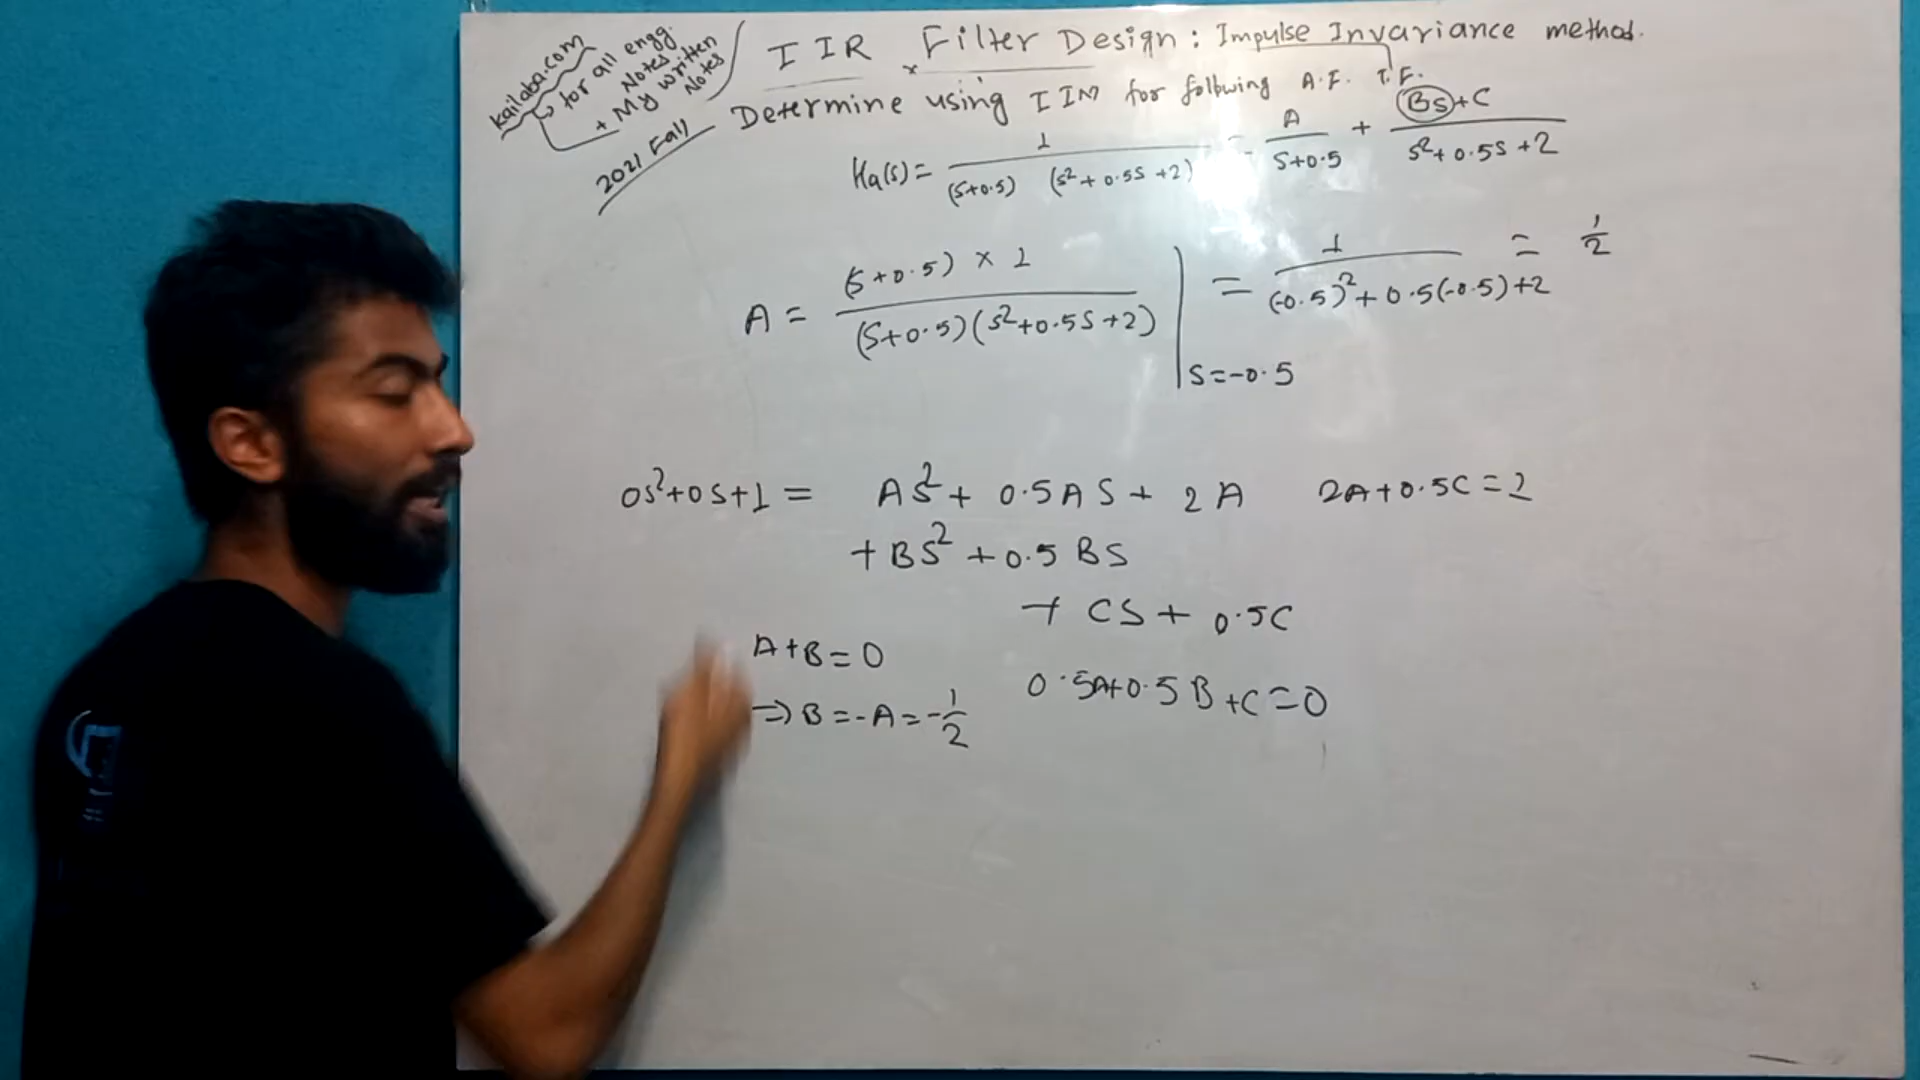 kailaba.com
↳ for all engg
Notes
+ My written
Notes
2021 Fall
IIR Filter Design: Impulse Invariance method.
Determine using IIM for following A.F. T.F.
Ha(s) = 1 / (s+0.5) (s²+0.5s+2) = A / s+0.5 + Bs+C / s²+0.5s+2
A = (s+0.5) × 1 / (s+0.5)(s²+0.5s+2) | s=-0.5 = 1 / (-0.5)²+0.5(-0.5)+2 = 1/2
0s²+0s+1 = As²+ 0.5As + 2A 2A+0.5C=2
+ Bs² + 0.5 Bs
+ Cs + 0.5C
A+B=0
⇒ B=-A=-1/2
0.5A+0.5B+C=0